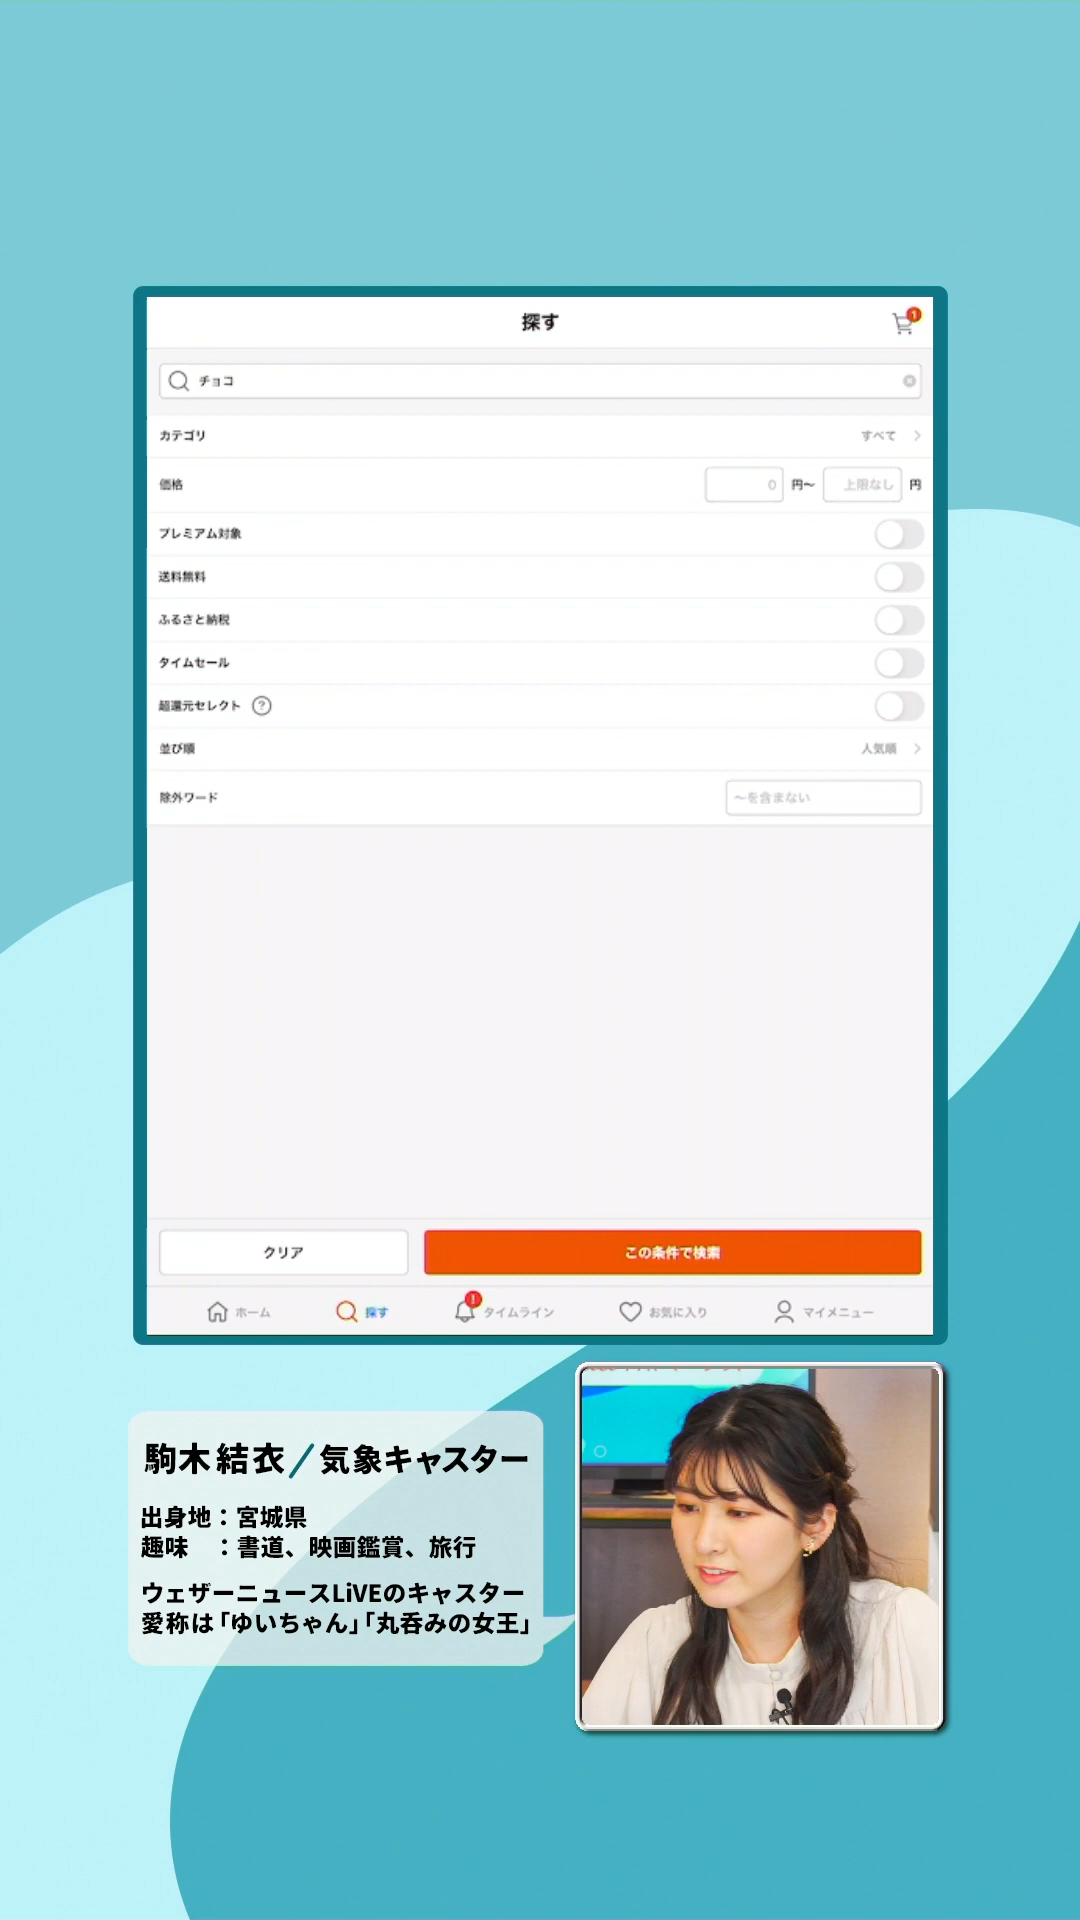 探す
1
チョコ
カテゴリ すべて
価格 0 円〜 上限なし 円
プレミアム対象
送料無料
ふるさと納税
タイムセール
超還元セレクト ?
並び順 人気順
除外ワード 〜を含まない
クリア この条件で検索
ホーム 探す ! タイムライン お気に入り マイメニュー
駒木結衣/気象キャスター
出身地:宮城県
趣味 :書道、映画鑑賞、旅行
ウェザーニュースLiVEのキャスター
愛称は「ゆいちゃん」「丸呑みの女王」